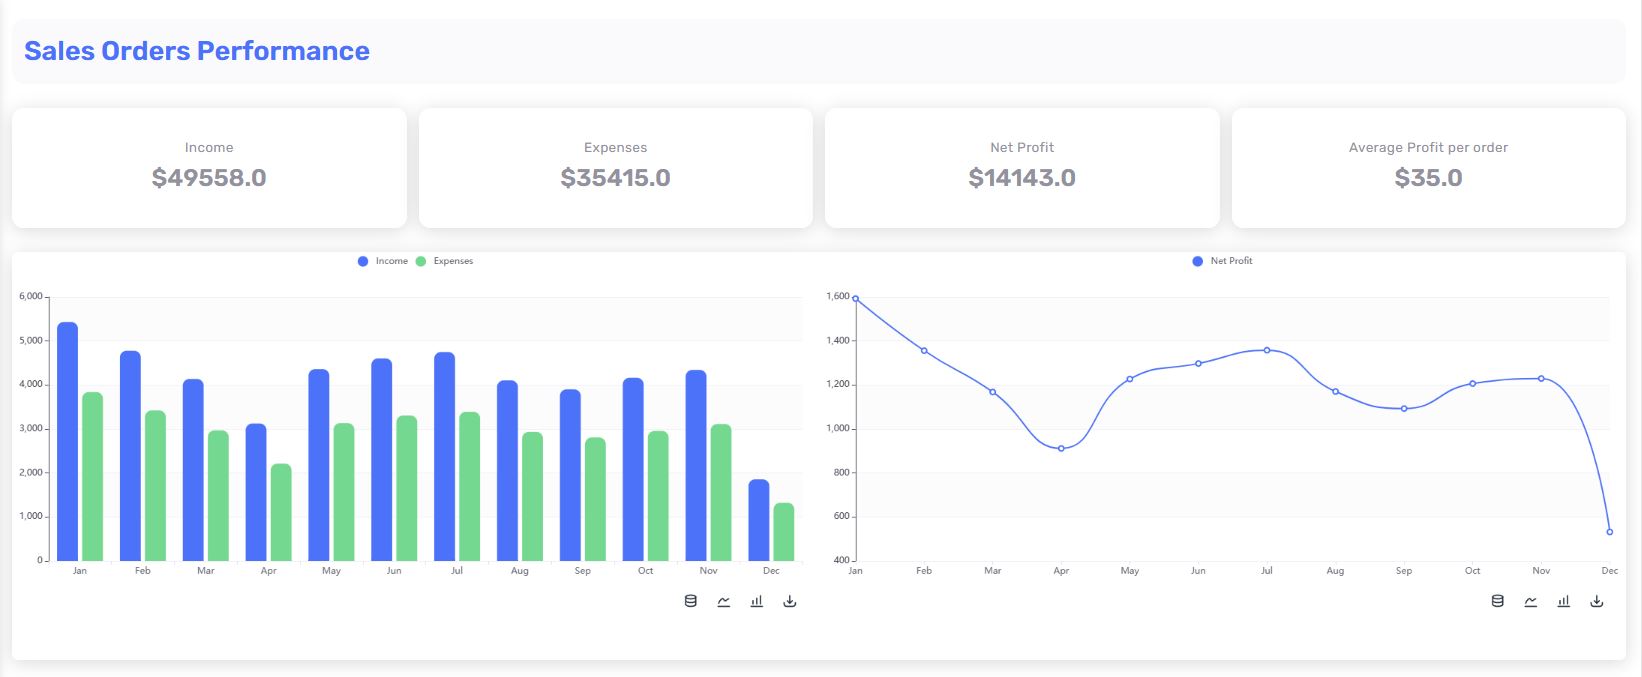 Sales Orders Performance
Income
$49558.0
Expenses
$35415.0
Net Profit
$14143.0
Average Profit per order
$35.0
Income Expenses
6,000
5,000
4,000
3,000
2,000
1,000
0
Jan Feb Mar Apr May Jun Jul Aug Sep Oct Nov Dec
Net Profit
1,600
1,400
1,200
1,000
800
600
400
Jan Feb Mar Apr May Jun Jul Aug Sep Oct Nov Dec